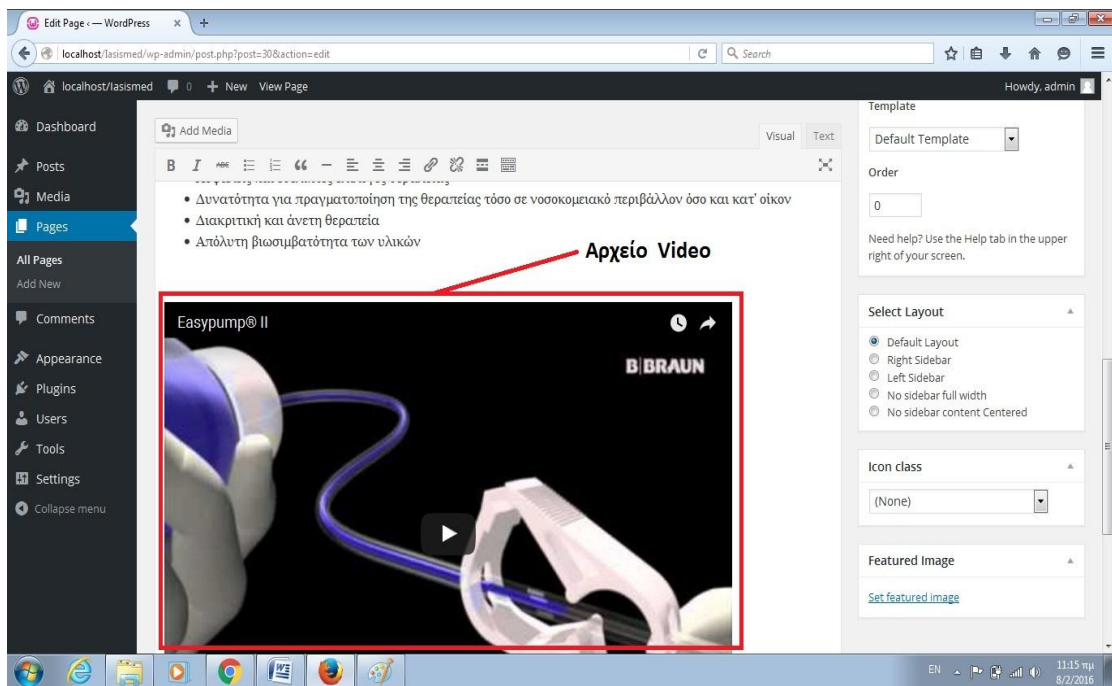 Edit Page ‹ — WordPress
localhost/Iasismed/wp-admin/post.php?post=30&action=edit
Search
localhost/Iasismed
0
New
View Page
Howdy, admin
Dashboard
Posts
Media
Pages
All Pages
Add New
Comments
Appearance
Plugins
Users
Tools
Settings
Collapse menu
Add Media
Visual
Text
B I ABC
• Δυνατότητα για πραγματοποίηση της θεραπείας τόσο σε νοσοκομειακό περιβάλλον όσο και κατ' οίκον
• Διακριτική και άνετη θεραπεία
• Απόλυτη βιωσιμβατότητα των υλικών
Αρχείο Video
Easypump® II
B|BRAUN
Template
Default Template
Order
0
Need help? Use the Help tab in the upper
right of your screen.
Select Layout
Default Layout
Right Sidebar
Left Sidebar
No sidebar full width
No sidebar content Centered
Icon class
(None)
Featured Image
Set featured image
EN
11:15 πμ
8/2/2016